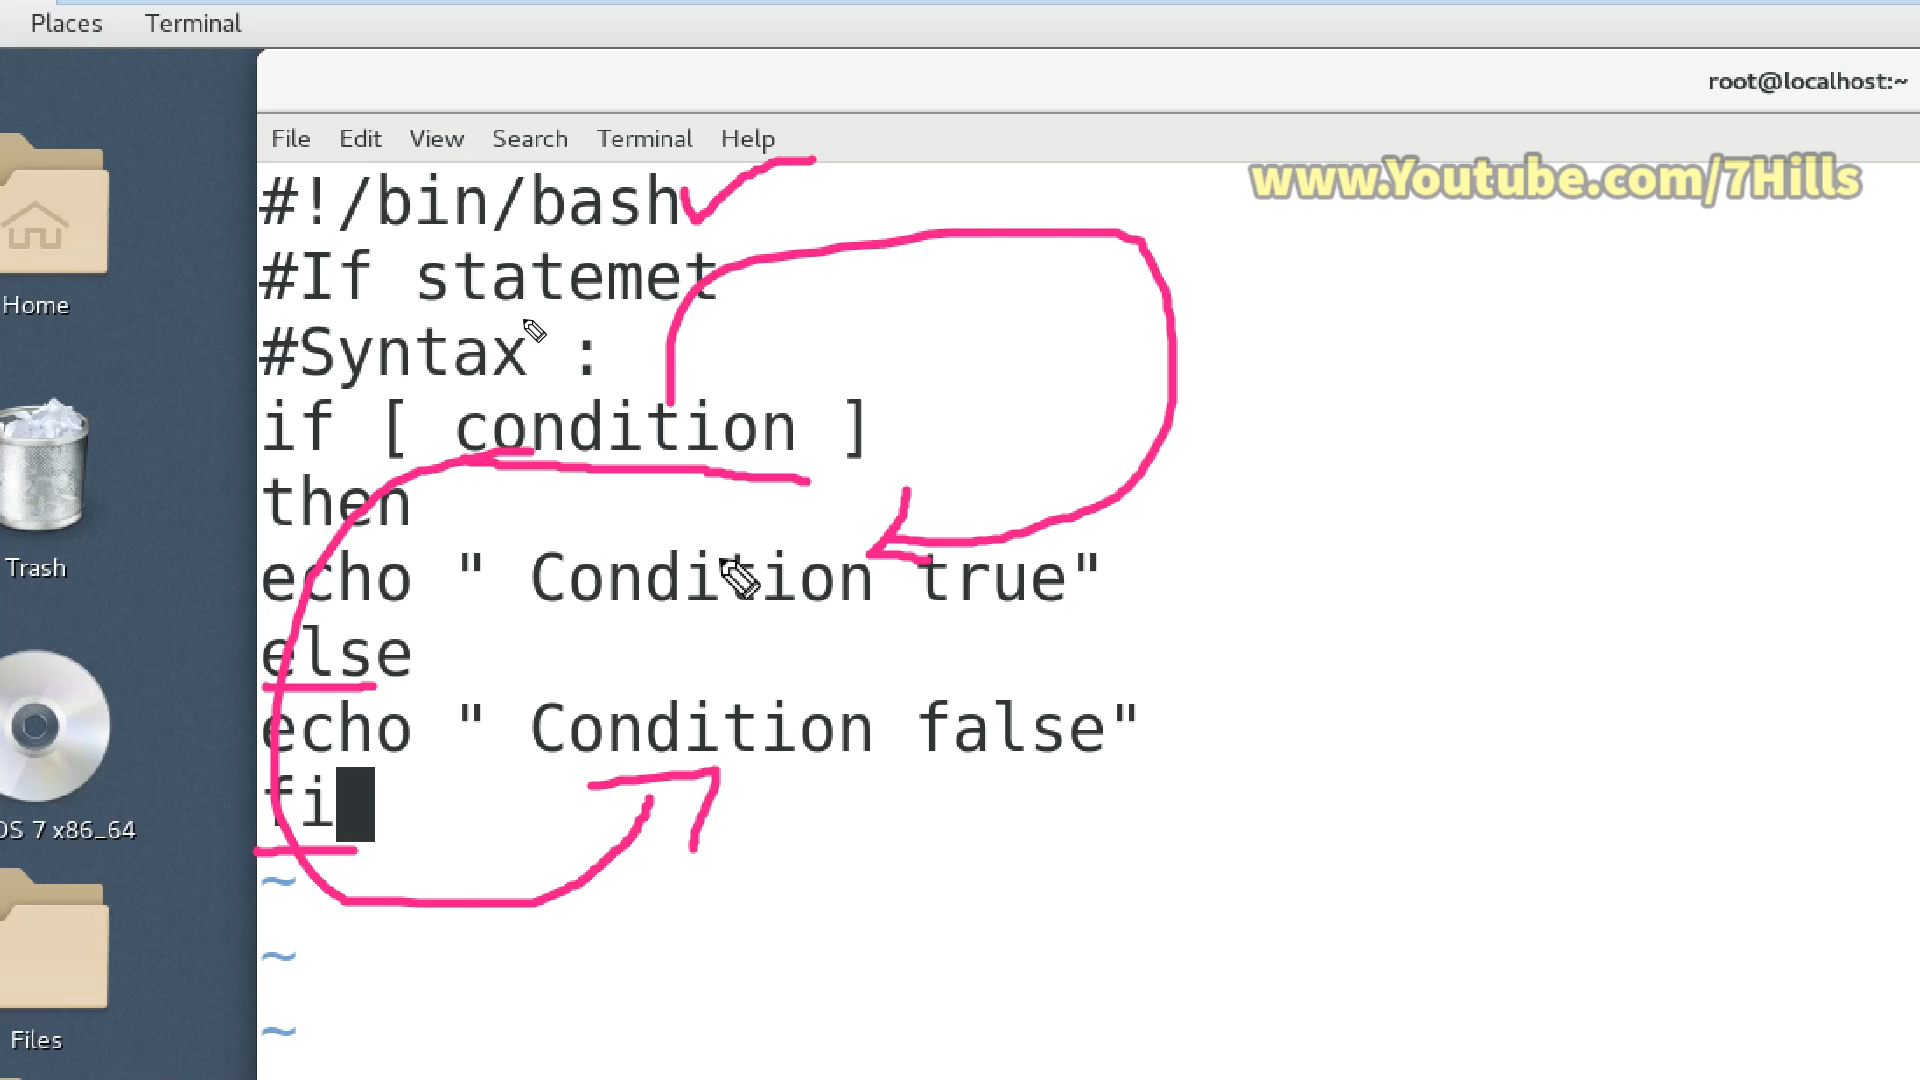 Places Terminal
root@localhost:~
File Edit View Search Terminal Help
www.Youtube.com/7Hills
#!/bin/bash
#If statemet
#Syntax :
if [ condition ]
then
echo " Condition true"
else
echo " Condition false"
fi
~
~
~
Home
Trash
OS 7 x86_64
Files